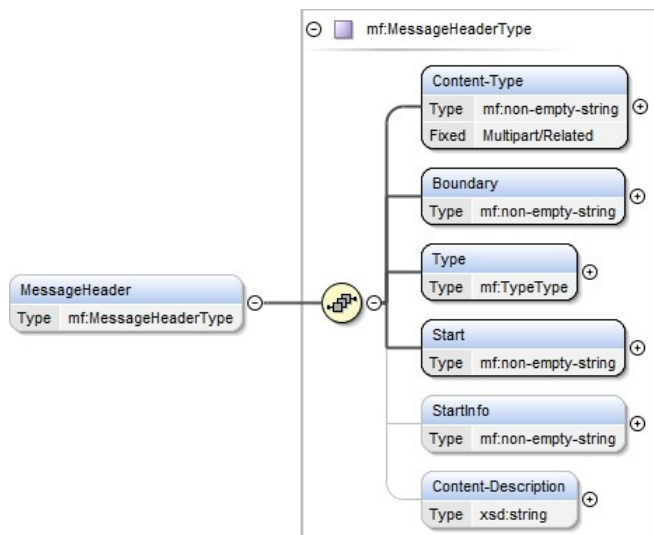 mf:MessageHeaderType
Content-Type
Type mf:non-empty-string
Fixed Multipart/Related
Boundary
Type mf:non-empty-string
Type
Type mf:TypeType
MessageHeader
Type mf:MessageHeaderType
Start
Type mf:non-empty-string
StartInfo
Type mf:non-empty-string
Content-Description
Type xsd:string